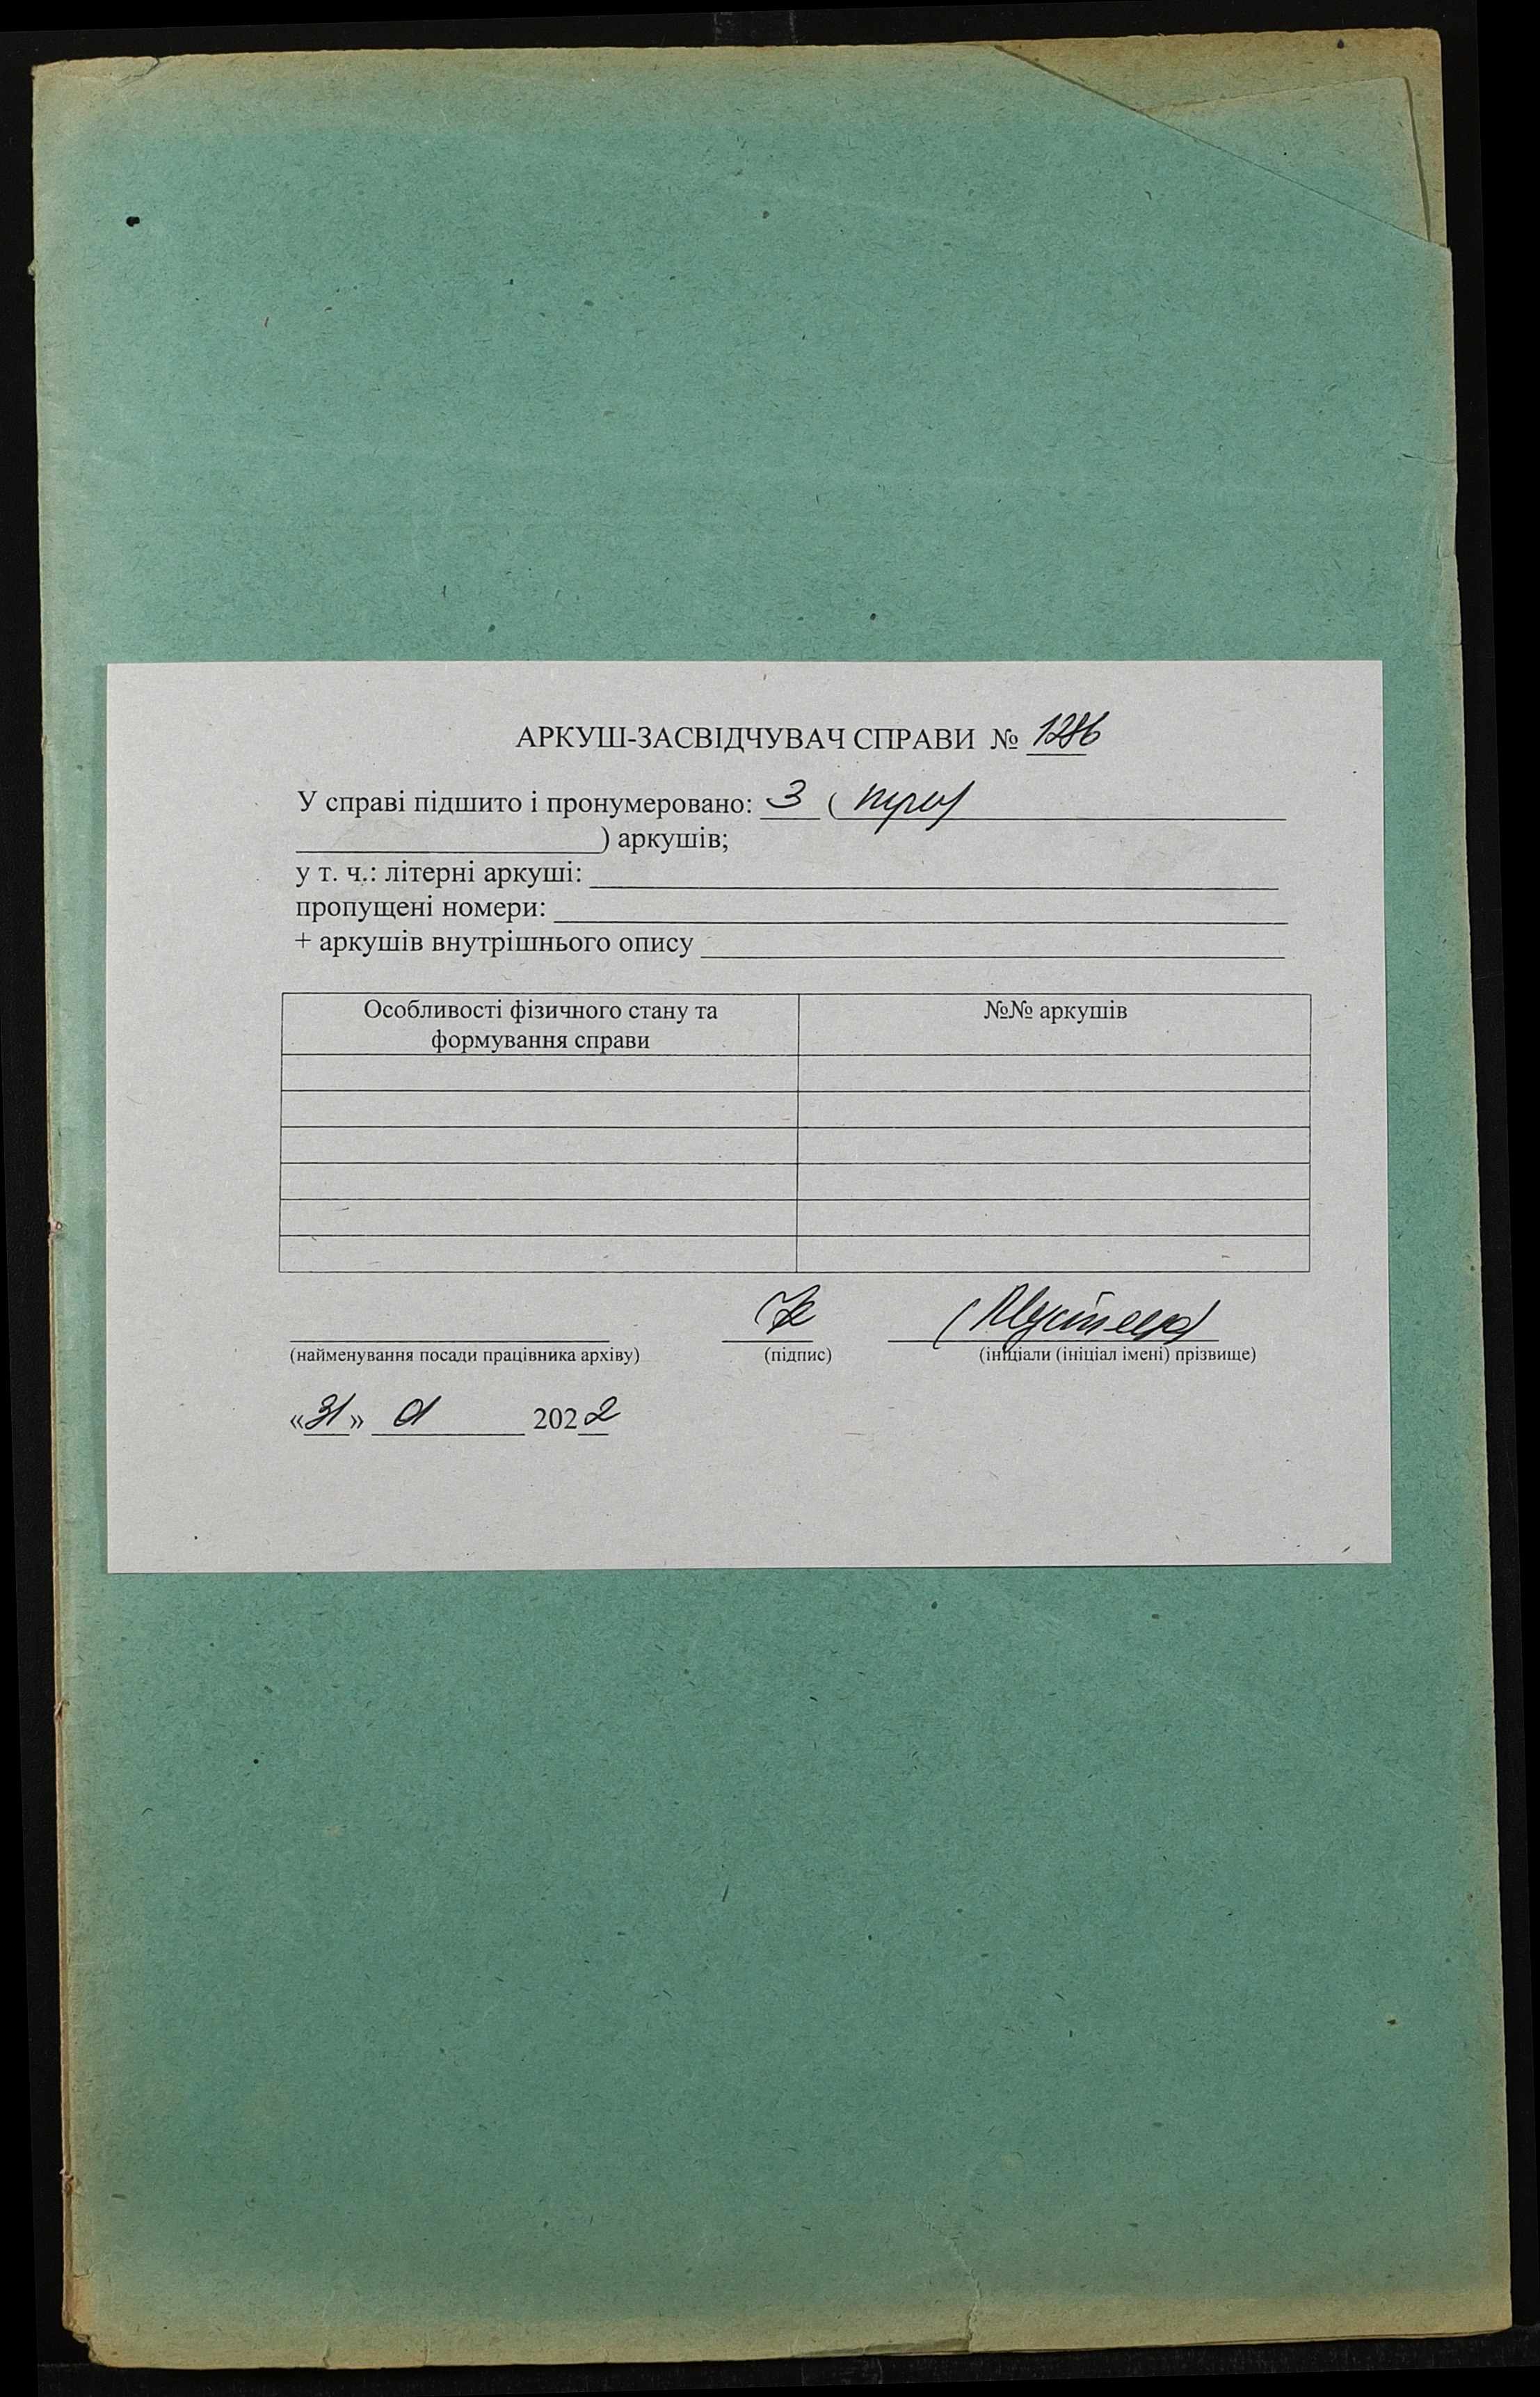 АРКУШ-ЗАСВІДЧУВАЧ СПРАВИ № 1286
У справі підшито і пронумеровано: 3 ( три
) аркушів;
у т. ч.: літерні аркуші:
пропущені номери:
+ аркушів внутрішнього опису
Особливості фізичного стану та формування справи
№№ аркушів
(найменування посади працівника архіву)
(підпис)
(ініціали (ініціал імені) прізвище)
«31» 01 2022